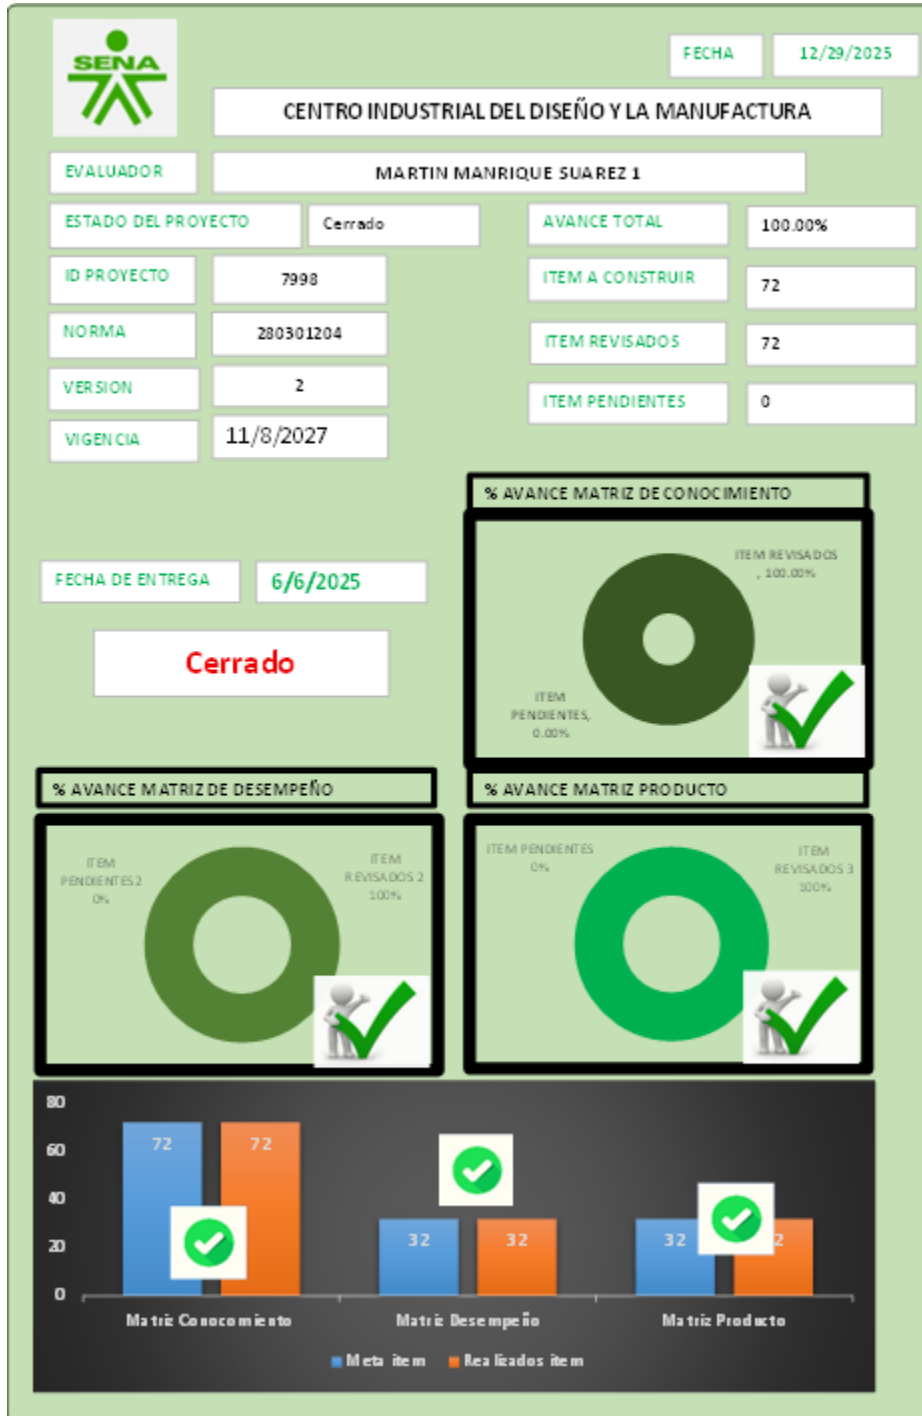 SENA
FECHA 12/29/2025
CENTRO INDUSTRIAL DEL DISEÑO Y LA MANUFACTURA
EVALUADOR MARTIN MANRIQUE SUAREZ 1
ESTADO DEL PROYECTO Cerrado
AVANCE TOTAL 100.00%
ID PROYECTO 7998
ITEM A CONSTRUIR 72
NORMA 280301204
ITEM REVISADOS 72
VERSION 2
ITEM PENDIENTES 0
VIGENCIA 11/8/2027
% AVANCE MATRIZ DE CONOCIMIENTO
ITEM REVISADOS
, 100.00%
ITEM
PENDIENTES,
0.00%
FECHA DE ENTREGA 6/6/2025
Cerrado
% AVANCE MATRIZ DE DESEMPEÑO
ITEM
PENDIENTES 2
0%
ITEM
REVISADOS 2
100%
% AVANCE MATRIZ PRODUCTO
ITEM PENDIENTES
0%
ITEM
REVISADOS 3
100%
80
60
40
20
0
72 72
32 32
32 2
Matriz Conocomiento
Matriz Desempeño
Matriz Producto
Meta item
Realizados item